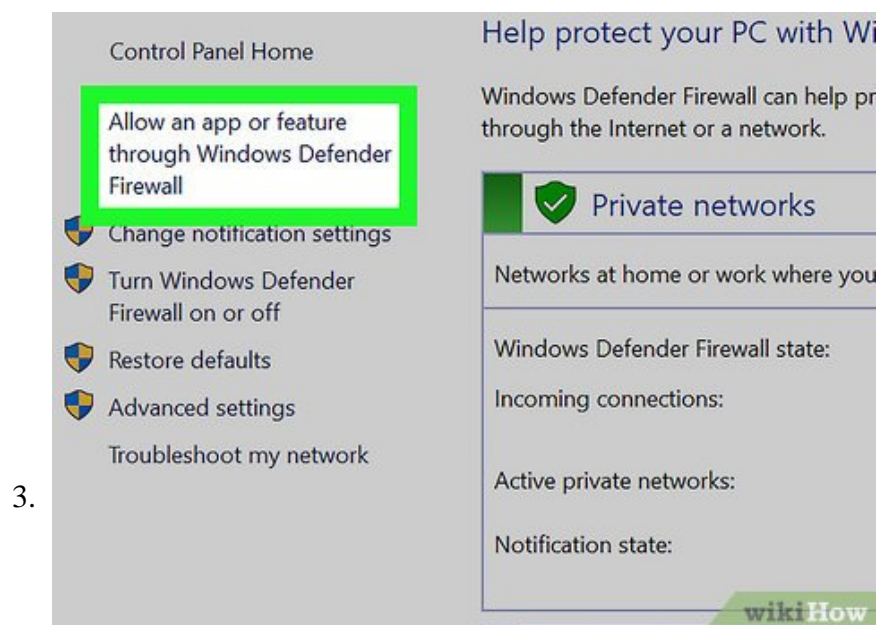 Control Panel Home
Allow an app or feature
through Windows Defender
Firewall
Change notification settings
Turn Windows Defender
Firewall on or off
Restore defaults
Advanced settings
Troubleshoot my network
3.
Help protect your PC with Wi
Windows Defender Firewall can help pr
through the Internet or a network.
Private networks
Networks at home or work where you
Windows Defender Firewall state:
Incoming connections:
Active private networks:
Notification state:
wikiHow